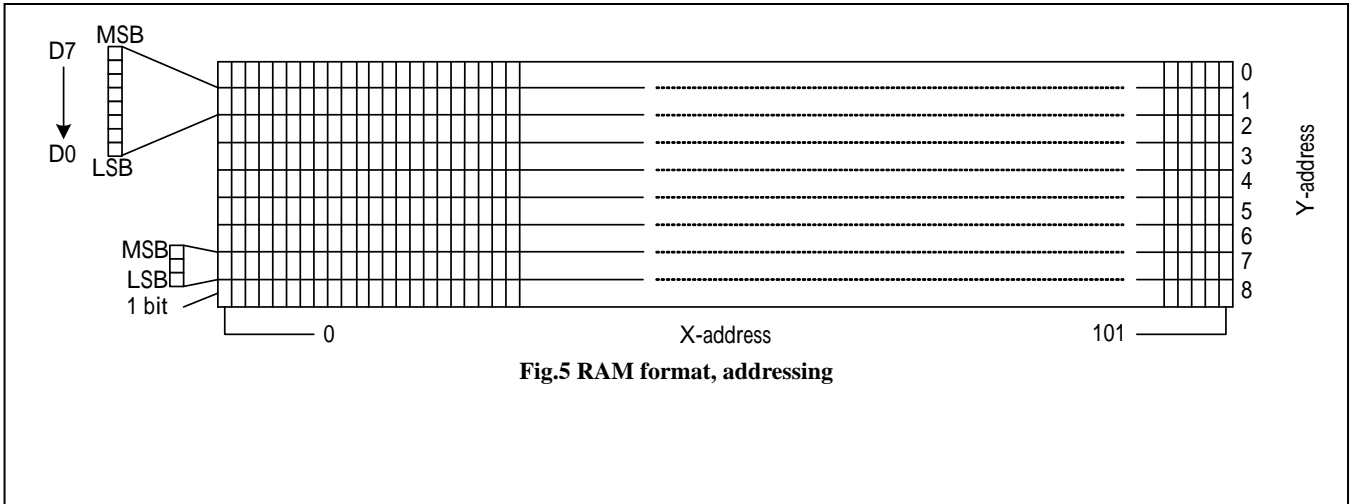 MSB
D7
D0
LSB
MSB
LSB
1 bit
0
1
2
3
4
5
6
7
8
Y-address
0
X-address
101
Fig.5 RAM format, addressing